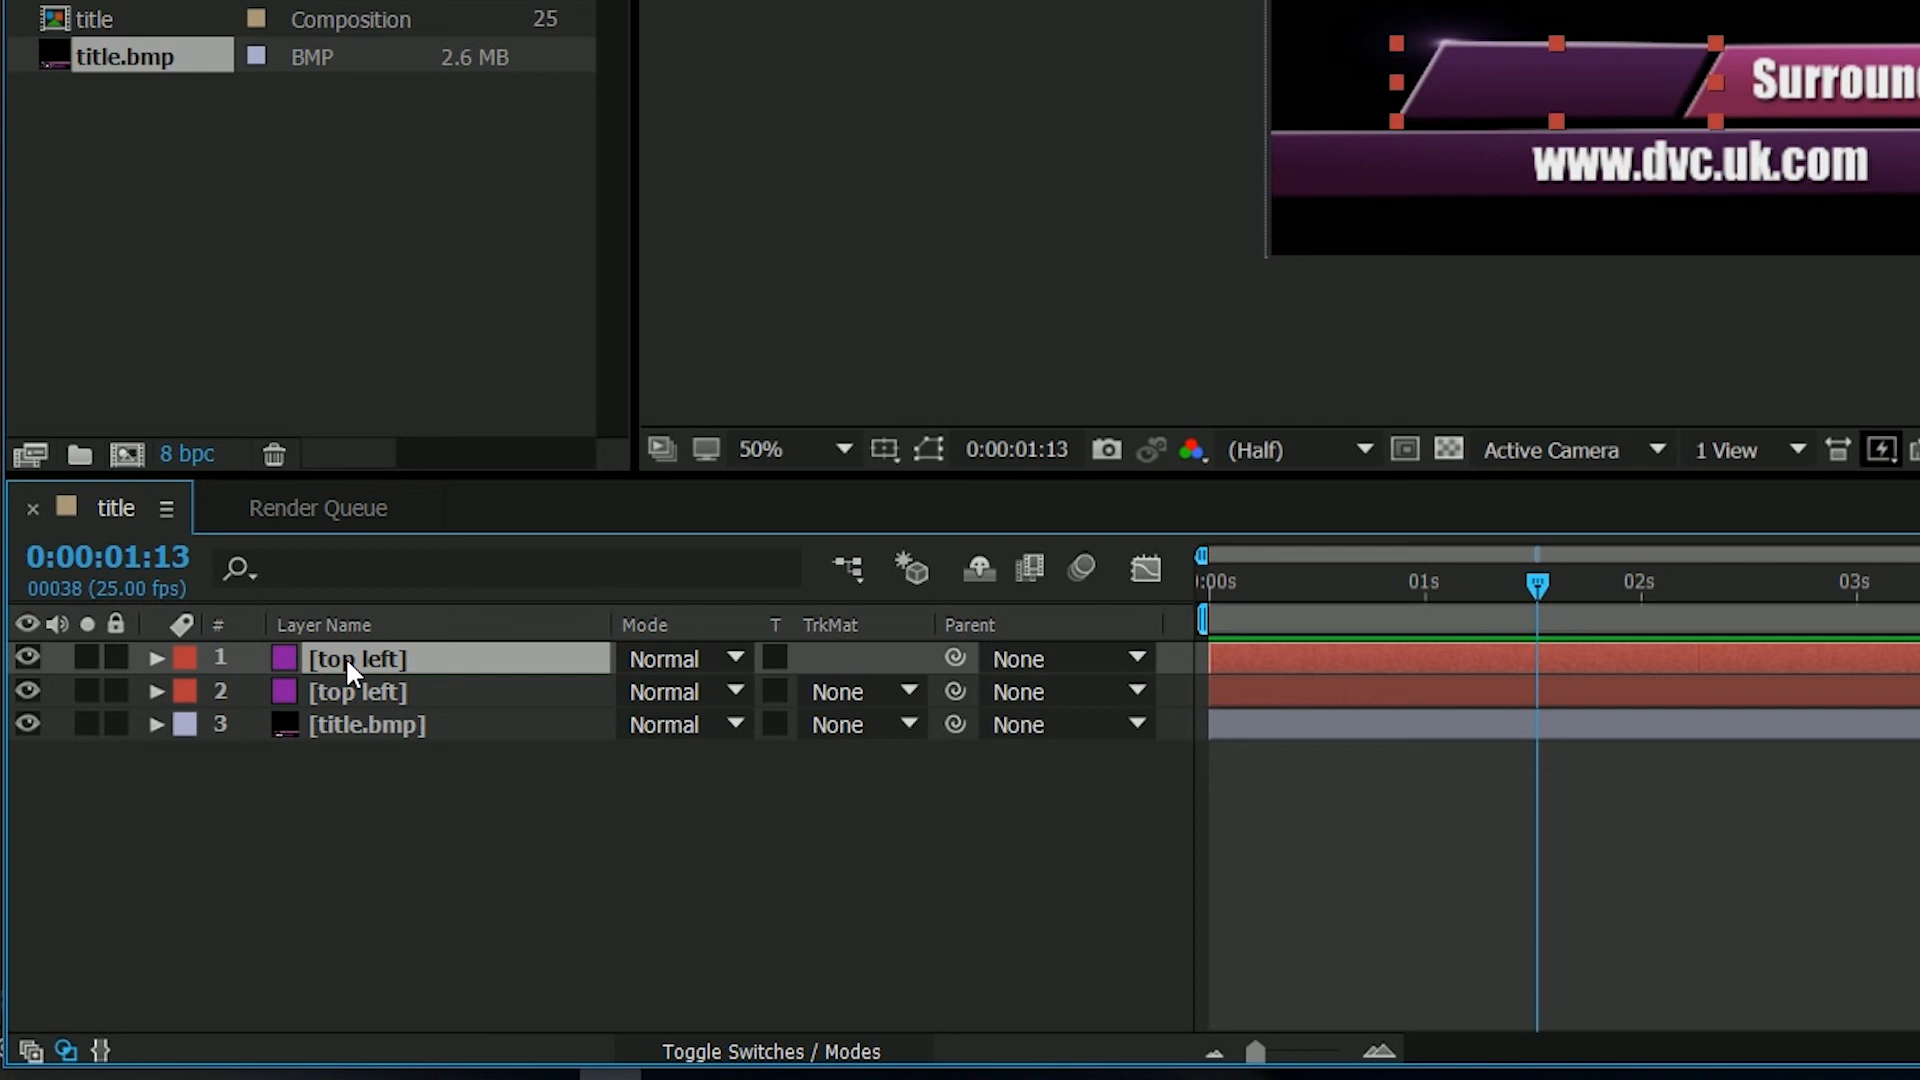 title Composition 25
title.bmp BMP 2.6 MB
www.dvc.uk.com
8 bpc
50% 0:00:01:13 (Half) Active Camera 1 View
title Render Queue
0:00:01:13
00038 (25.00 fps)
01s 02s 03s
# Layer Name Mode T TrkMat Parent
1 [top left] Normal None
2 [top left] Normal None None
3 [title.bmp] Normal None None
Toggle Switches / Modes